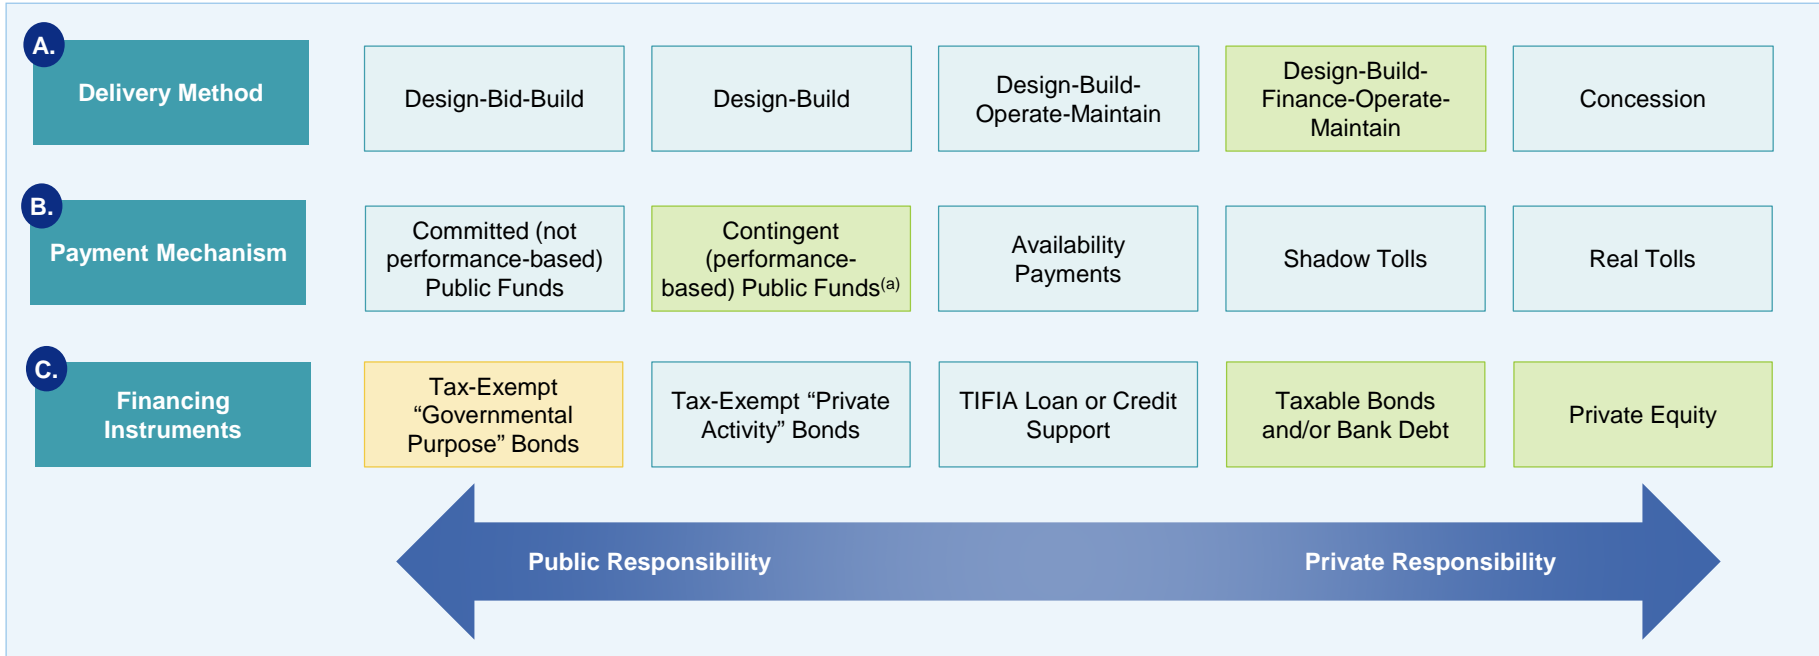 A.
Delivery Method
Design-Bid-Build
Design-Build
Design-Build-
Operate-Maintain
Design-Build-
Finance-Operate-
Maintain
Concession
B.
Payment Mechanism
Committed (not
performance-based)
Public Funds
Contingent
(performance-
based) Public Funds(a)
Availability
Payments
Shadow Tolls
Real Tolls
C.
Financing
Instruments
Tax-Exempt
“Governmental
Purpose” Bonds
Tax-Exempt “Private
Activity” Bonds
TIFIA Loan or Credit
Support
Taxable Bonds
and/or Bank Debt
Private Equity
Public Responsibility
Private Responsibility